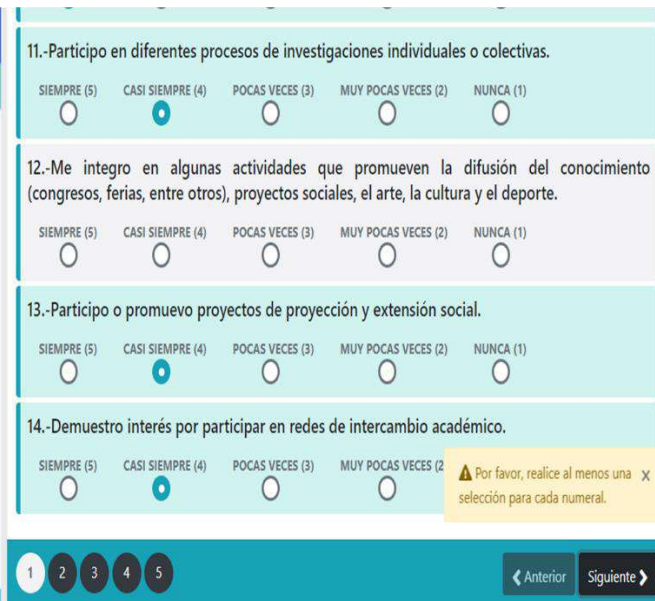 11.-Participo en diferentes procesos de investigaciones individuales o colectivas.
SIEMPRE (5) CASI SIEMPRE (4) POCAS VECES (3) MUY POCAS VECES (2) NUNCA (1)
12.-Me integro en algunas actividades que promueven la difusión del conocimiento
(congresos, ferias, entre otros), proyectos sociales, el arte, la cultura y el deporte.
SIEMPRE (5) CASI SIEMPRE (4) POCAS VECES (3) MUY POCAS VECES (2) NUNCA (1)
13.-Participo o promuevo proyectos de proyección y extensión social.
SIEMPRE (5) CASI SIEMPRE (4) POCAS VECES (3) MUY POCAS VECES (2) NUNCA (1)
14.-Demuestro interés por participar en redes de intercambio académico.
SIEMPRE (5) CASI SIEMPRE (4) POCAS VECES (3) MUY POCAS VECES (2
Por favor, realice al menos una x
selección para cada numeral.
1 2 3 4 5 Anterior Siguiente